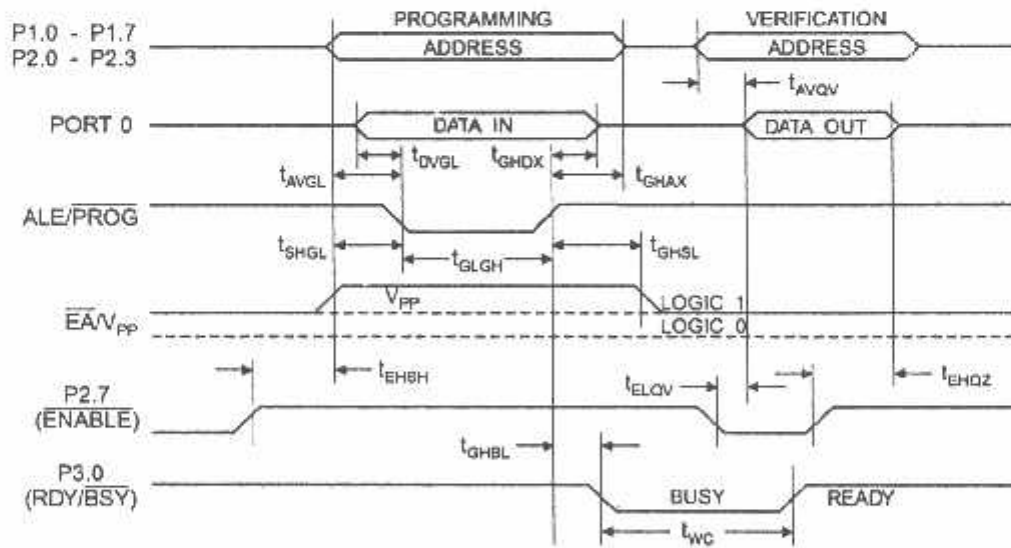 PROGRAMMING VERIFICATION
P1.0 - P1.7
P2.0 - P2.3
ADDRESS ADDRESS
tAVQV
PORT 0 DATA IN DATA OUT
tDVGL tGHDX
tAVGL tGHAX
ALE/PROG
tSHGL tGLGH tGHSL
VPP
EA/VPP LOGIC 1
LOGIC 0
tEHSH tELQV tEHQZ
P2.7
(ENABLE)
tGHBL
P3.0
(RDY/BSY) BUSY READY
tWC